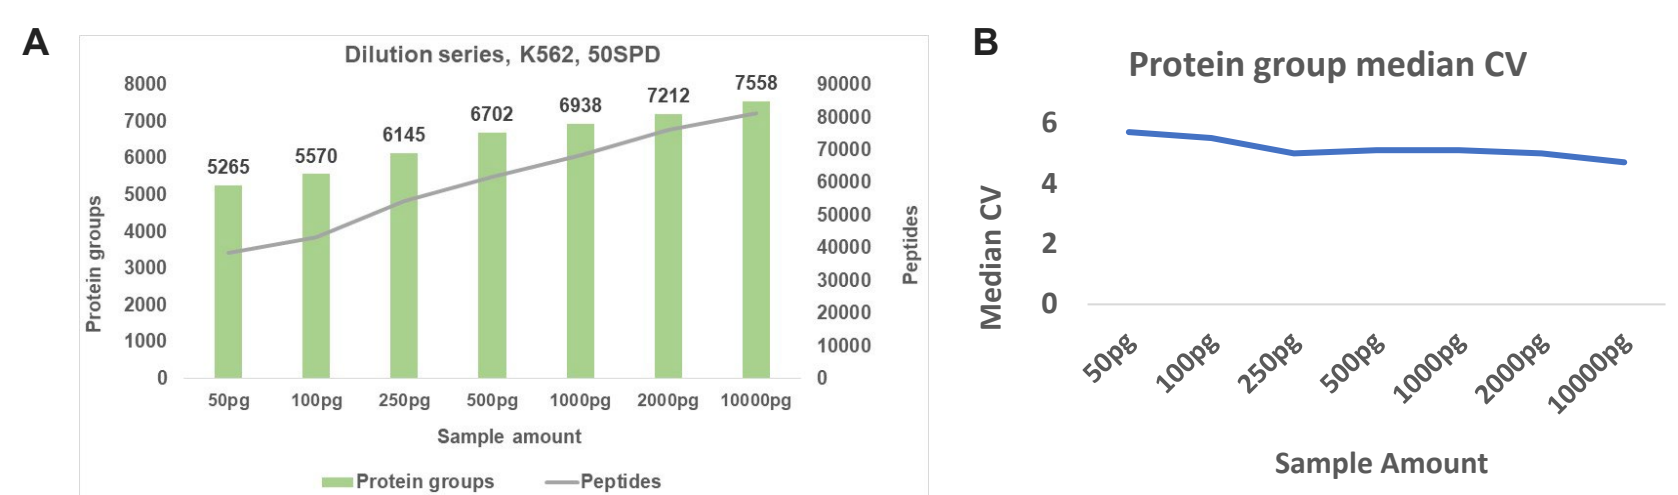 A
Dilution series, K562, 50SPD
8000
7000
6000
5000
4000
3000
2000
1000
0
Protein groups
5265
5570
6145
6702
6938
7212
7558
90000
80000
70000
60000
50000
40000
30000
20000
10000
0
Peptides
50pg 100pg 250pg 500pg 1000pg 2000pg 10000pg
Sample amount
Protein groups Peptides
B
Protein group median CV
6
4
2
0
Median CV
50pg 100pg 250pg 500pg 1000pg 2000pg 10000pg
Sample Amount